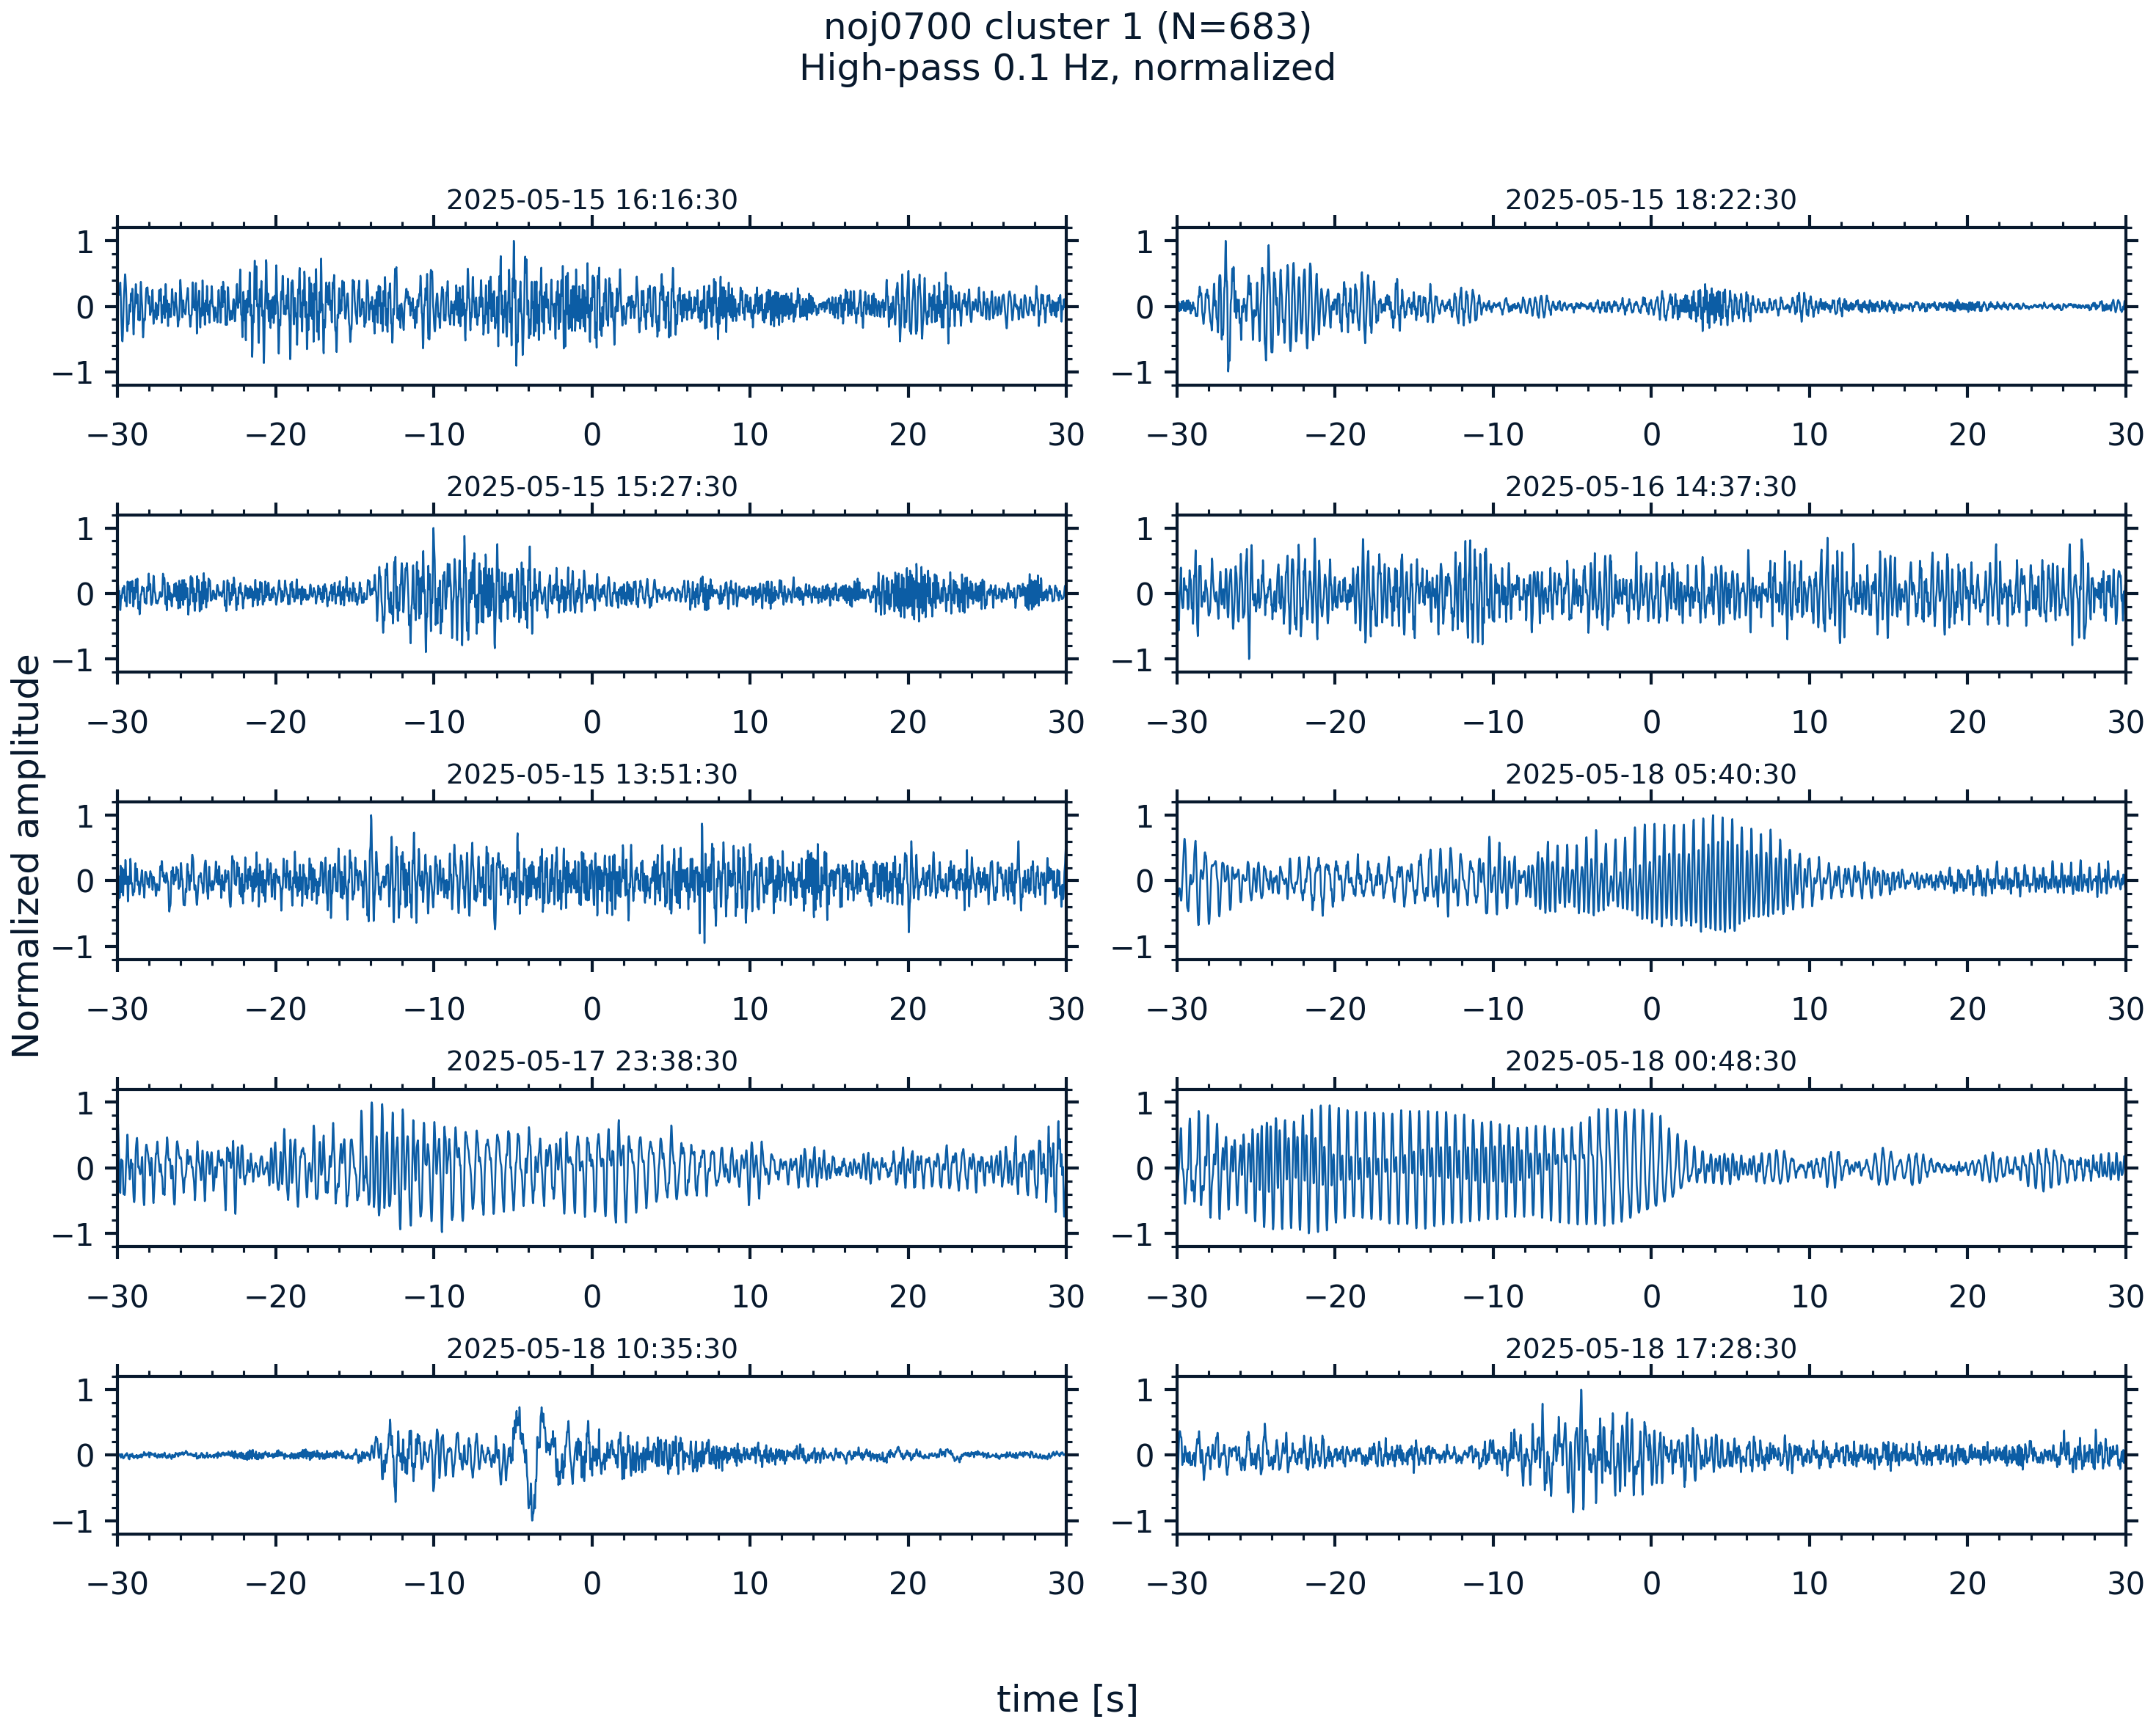 noj0700 cluster 1 (N=683)
High-pass 0.1 Hz, normalized
2025-05-15 16:16:30
1
0
−1
−30 −20 −10 0 10 20 30
2025-05-15 18:22:30
1
0
−1
−30 −20 −10 0 10 20 30
2025-05-15 15:27:30
1
0
−1
−30 −20 −10 0 10 20 30
2025-05-16 14:37:30
1
0
−1
−30 −20 −10 0 10 20 30
2025-05-15 13:51:30
1
0
−1
−30 −20 −10 0 10 20 30
2025-05-18 05:40:30
1
0
−1
−30 −20 −10 0 10 20 30
2025-05-17 23:38:30
1
0
−1
−30 −20 −10 0 10 20 30
2025-05-18 00:48:30
1
0
−1
−30 −20 −10 0 10 20 30
2025-05-18 10:35:30
1
0
−1
−30 −20 −10 0 10 20 30
2025-05-18 17:28:30
1
0
−1
−30 −20 −10 0 10 20 30
Normalized amplitude
time [s]